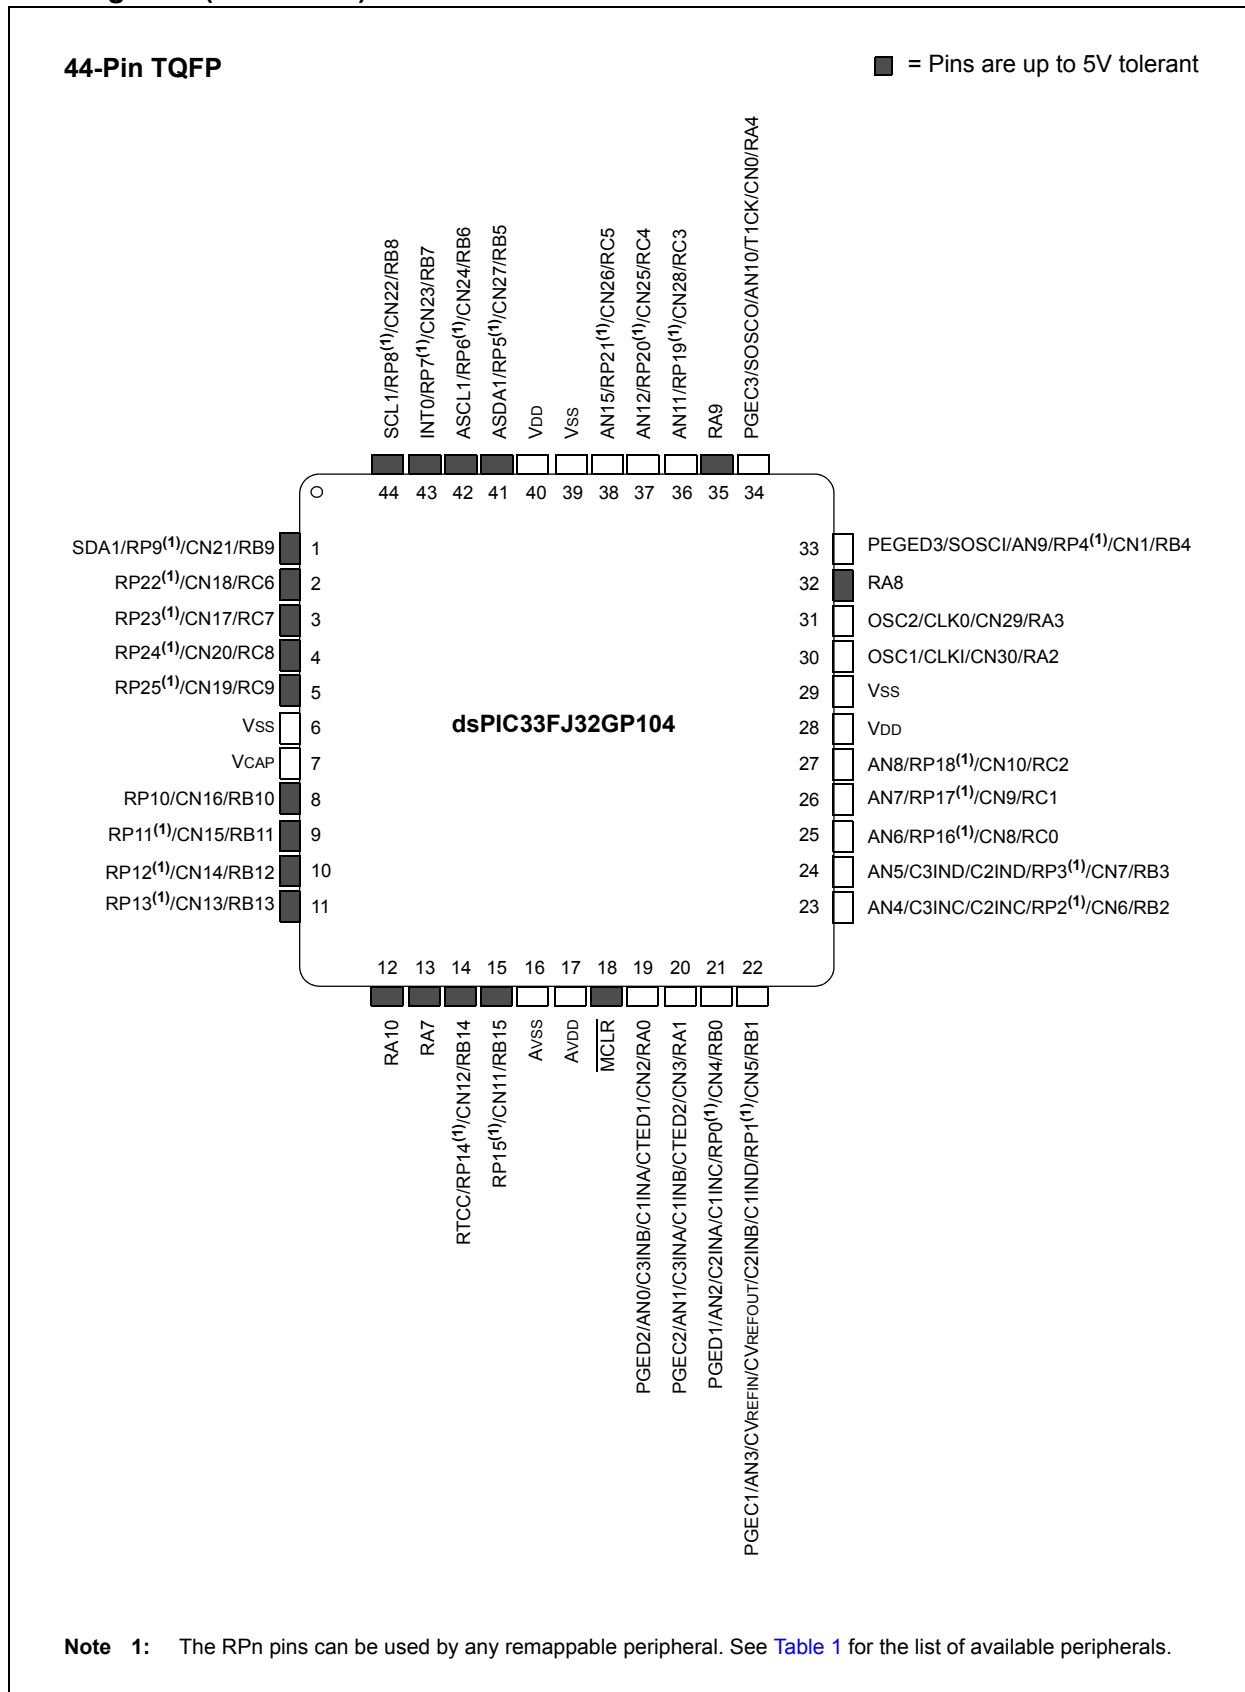 44-Pin TQFP
= Pins are up to 5V tolerant
SCL1/RP8(1)/CN22/RB8
INT0/RP7(1)/CN23/RB7
ASCL1/RP6(1)/CN24/RB6
ASDA1/RP5(1)/CN27/RB5
VDD
VSS
AN15/RP21(1)/CN26/RC5
AN12/RP20(1)/CN25/RC4
AN11/RP19(1)/CN28/RC3
RA9
PGEC3/SOSCO/AN10/T1CK/CN0/RA4
44 43 42 41 40 39 38 37 36 35 34
SDA1/RP9(1)/CN21/RB9 1
RP22(1)/CN18/RC6 2
RP23(1)/CN17/RC7 3
RP24(1)/CN20/RC8 4
RP25(1)/CN19/RC9 5
VSS 6
VCAP 7
RP10/CN16/RB10 8
RP11(1)/CN15/RB11 9
RP12(1)/CN14/RB12 10
RP13(1)/CN13/RB13 11
dsPIC33FJ32GP104
33 PEGED3/SOSCI/AN9/RP4(1)/CN1/RB4
32 RA8
31 OSC2/CLK0/CN29/RA3
30 OSC1/CLKI/CN30/RA2
29 VSS
28 VDD
27 AN8/RP18(1)/CN10/RC2
26 AN7/RP17(1)/CN9/RC1
25 AN6/RP16(1)/CN8/RC0
24 AN5/C3IND/C2IND/RP3(1)/CN7/RB3
23 AN4/C3INC/C2INC/RP2(1)/CN6/RB2
12 13 14 15 16 17 18 19 20 21 22
RA10
RA7
RTCC/RP14(1)/CN12/RB14
RP15(1)/CN11/RB15
AVSS
AVDD
MCLR
PGED2/AN0/C3INB/C1INA/CTED1/CN2/RA0
PGEC2/AN1/C3INA/C1INB/CTED2/CN3/RA1
PGED1/AN2/C2INA/C1INC/RP0(1)/CN4/RB0
PGEC1/AN3/CVREFIN/CVREFOUT/C2INB/C1IND/RP1(1)/CN5/RB1
Note 1: The RPn pins can be used by any remappable peripheral. See Table 1 for the list of available peripherals.